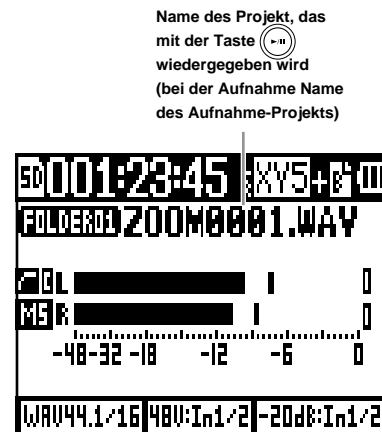 Name des Projekt, das
mit der Taste
wiedergegeben wird
(bei der Aufnahme Name
des Aufnahme-Projekts)
SD 001:23:45 XY5+
FOLDER01 ZOOM0001.WAV
L 0
MS R 0
-48 -32 -18 -12 -6 0
WAV44.1/16 48V:In1/2 -20dB:In1/2